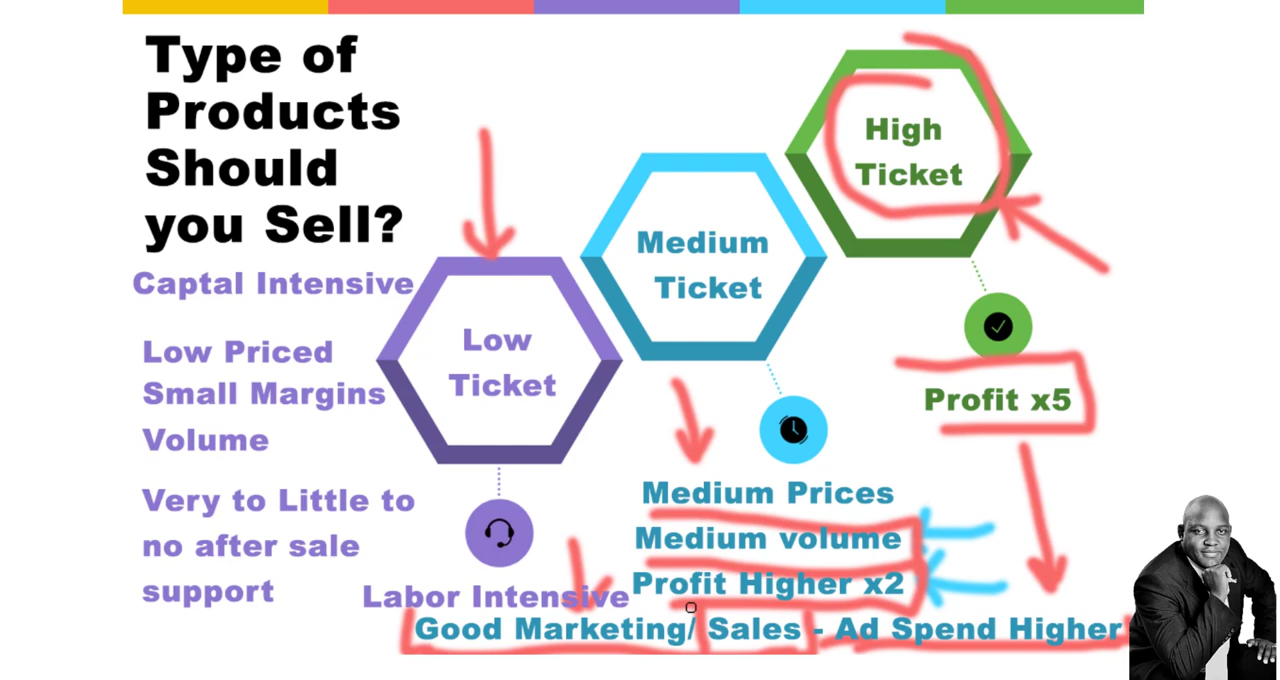 Type of
Products
Should
you Sell?
Captal Intensive
Low Priced
Small Margins
Volume
Very to Little to
no after sale
support
Low
Ticket
Labor Intensive
Medium
Ticket
Medium Prices
Medium volume
Profit Higher x2
Good Marketing/ Sales - Ad Spend Higher
High
Ticket
Profit x5